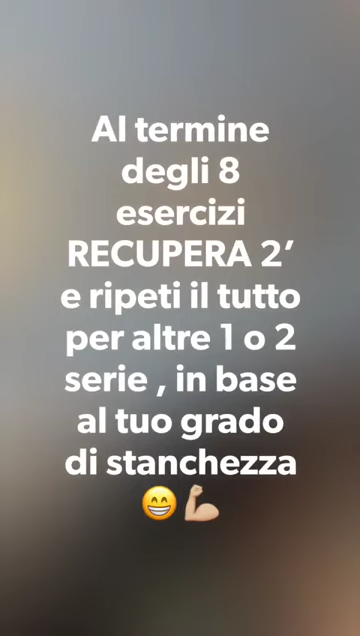 Al termine
degli 8
esercizi
RECUPERA 2’
e ripeti il tutto
per altre 1 o 2
serie , in base
al tuo grado
di stanchezza
😁💪🏼